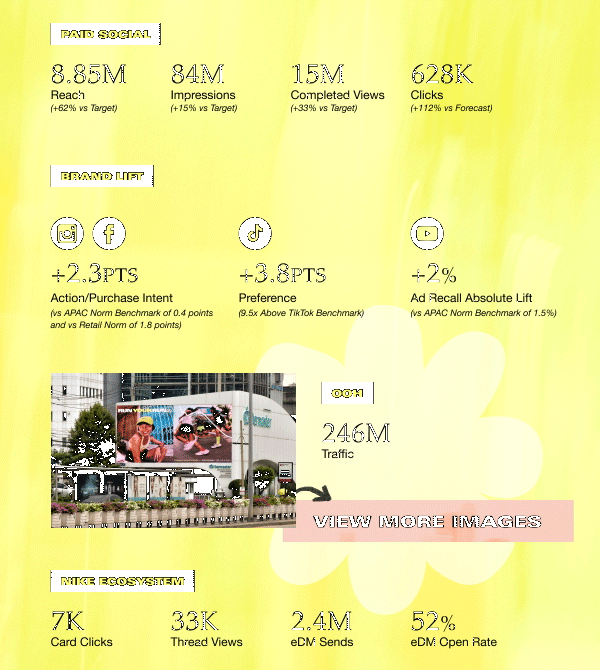 PAID SOCIAL
8.85M 84M 15M 628K
Reach Impressions Completed Views Clicks
(+62% vs Target) (+15% vs Target) (+33% vs Target) (+112% vs Forecast)
BRAND LIFT
+2.3PTS +3.8PTS +2%
Action/Purchase Intent Preference Ad Recall Absolute Lift
(vs APAC Norm Benchmark of 0.4 points (9.5x Above TikTok Benchmark) (vs APAC Norm Benchmark of 1.5%)
and vs Retail Norm of 1.8 points)
OOH
RUN YOUR RUN
246M
Traffic
VIEW MORE IMAGES
NIKE ECOSYSTEM
7K 33K 2.4M 52%
Card Clicks Thread Views eDM Sends eDM Open Rate